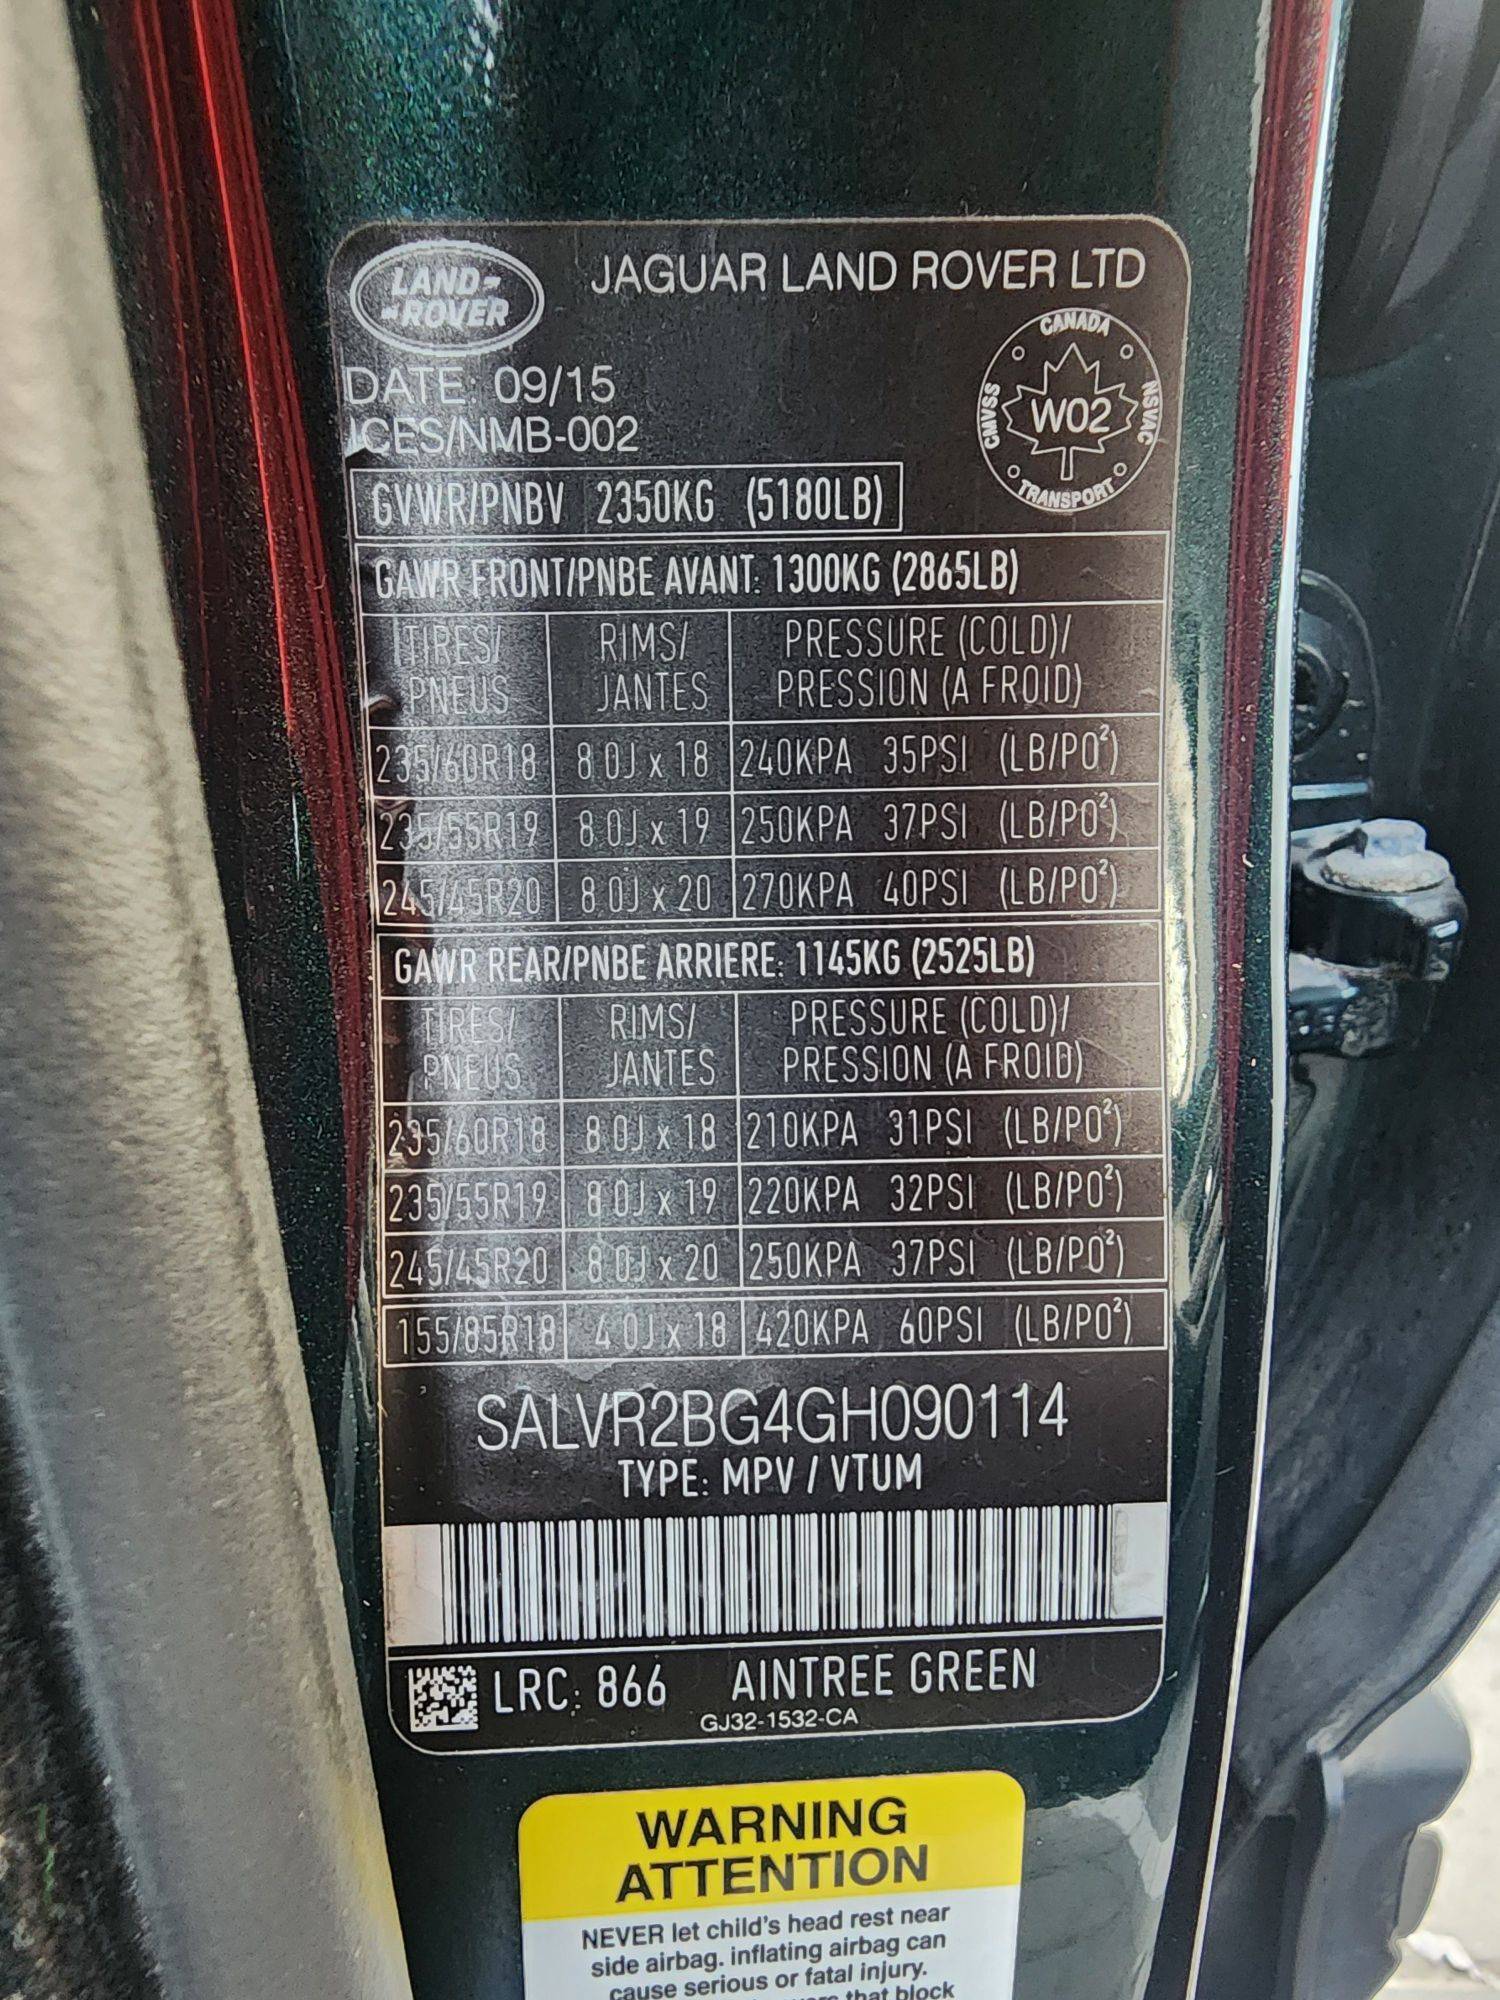 LAND-
ROVER
JAGUAR LAND ROVER LTD
DATE: 09/15
ICES/NMB-002
CANADA
CMVSS
W02
NSVAC
TRANSPORT
GVWR/PNBV 2350KG (5180LB)
GAWR FRONT/PNBE AVANT: 1300KG (2865LB)
TIRES/ RIMS/ PRESSURE (COLD)/
PNEUS JANTES PRESSION (A FROID)
235/60R18 8.0J x 18 240KPA 35PSI (LB/PO²)
235/55R19 8.0J x 19 250KPA 37PSI (LB/PO²)
245/45R20 8.0J x 20 270KPA 40PSI (LB/PO²)
GAWR REAR/PNBE ARRIERE: 1145KG (2525LB)
TIRES/ RIMS/ PRESSURE (COLD)/
PNEUS JANTES PRESSION (A FROID)
235/60R18 8.0J x 18 210KPA 31PSI (LB/PO²)
235/55R19 8.0J x 19 220KPA 32PSI (LB/PO²)
245/45R20 8.0J x 20 250KPA 37PSI (LB/PO²)
155/85R18 4.0J x 18 420KPA 60PSI (LB/PO²)
SALVR2BG4GH090114
TYPE: MPV / VTUM
LRC: 866 AINTREE GREEN
GJ32-1532-CA
WARNING
ATTENTION
NEVER let child's head rest near
side airbag. inflating airbag can
cause serious or fatal injury.
that block